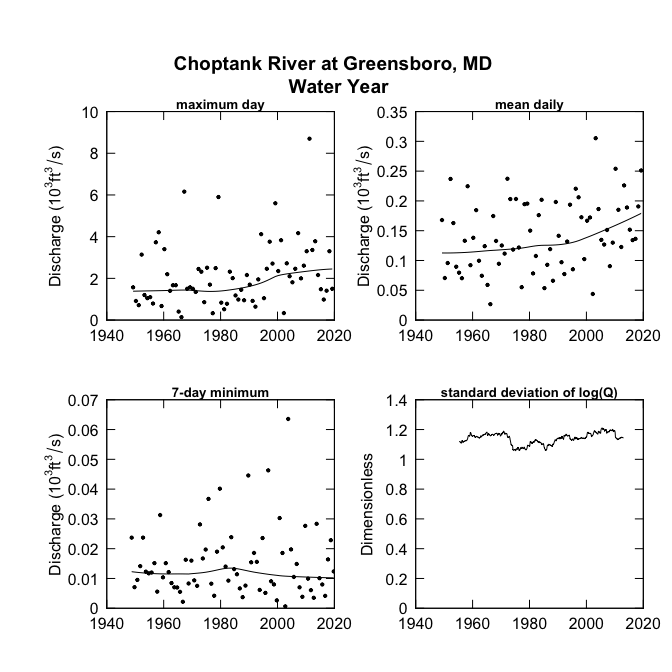 Choptank River at Greensboro, MD
Water Year
maximum day
Discharge (10³ft³/s)
10
8
6
4
2
0
1940 1960 1980 2000 2020
mean daily
Discharge (10³ft³/s)
0.35
0.3
0.25
0.2
0.15
0.1
0.05
0
1940 1960 1980 2000 2020
7-day minimum
Discharge (10³ft³/s)
0.07
0.06
0.05
0.04
0.03
0.02
0.01
0
1940 1960 1980 2000 2020
standard deviation of log(Q)
Dimensionless
1.4
1.2
1
0.8
0.6
0.4
0.2
0
1940 1960 1980 2000 2020